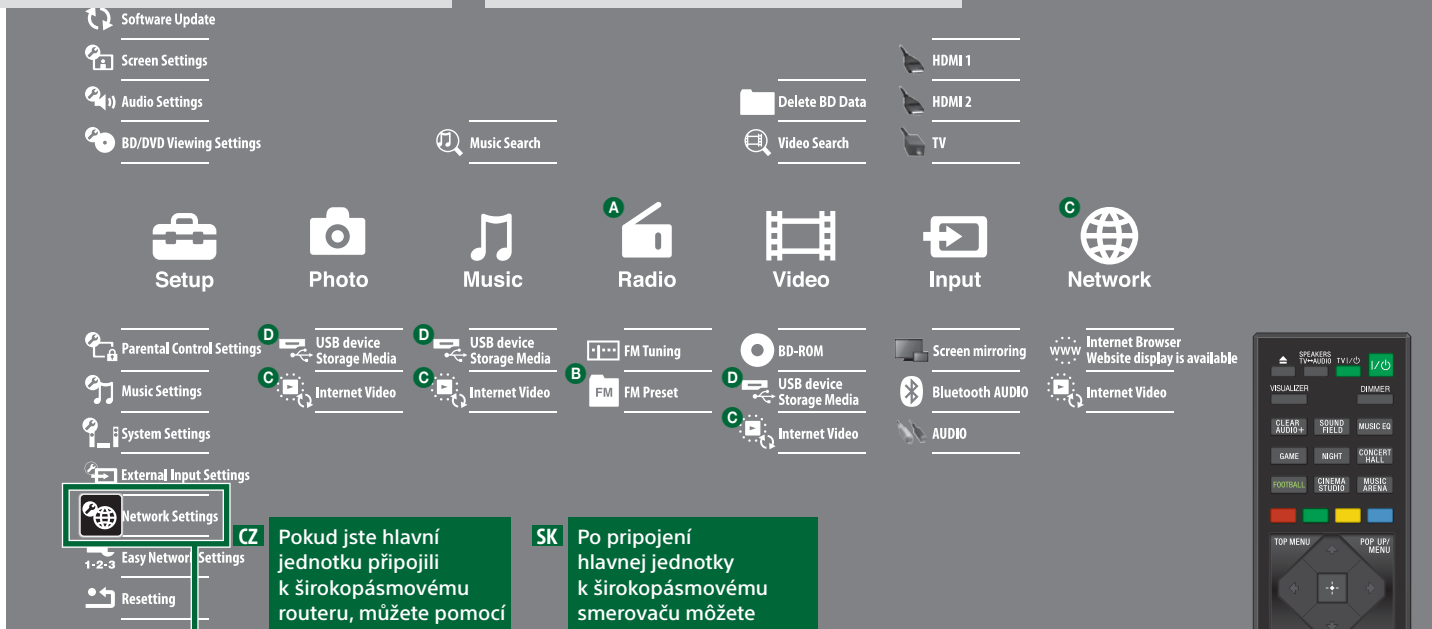 Software Update
Screen Settings
Audio Settings
BD/DVD Viewing Settings
Music Search
Delete BD Data
Video Search
HDMI 1
HDMI 2
TV
A
C
Setup
Photo
Music
Radio
Video
Input
Network
Parental Control Settings
Music Settings
System Settings
External Input Settings
Network Settings
1-2-3 Easy Network Settings
Resetting
D USB device
Storage Media
C Internet Video
D USB device
Storage Media
C Internet Video
FM Tuning
B FM FM Preset
BD-ROM
D USB device
Storage Media
C Internet Video
Screen mirroring
Bluetooth AUDIO
AUDIO
www Internet Browser
Website display is available
Internet Video
CZ Pokud jste hlavní
jednotku připojili
k širokopásmovému
routeru, můžete pomocí
SK Po pripojení
hlavnej jednotky
k širokopásmovému
smerovaču môžete
SPEAKERS
TV↔AUDIO
TV I/⏻
I/⏻
VISUALIZER
DIMMER
CLEAR
AUDIO+
SOUND
FIELD
MUSIC EQ
GAME
NIGHT
CONCERT
HALL
FOOTBALL
CINEMA
STUDIO
MUSIC
ARENA
TOP MENU
POP UP/
MENU